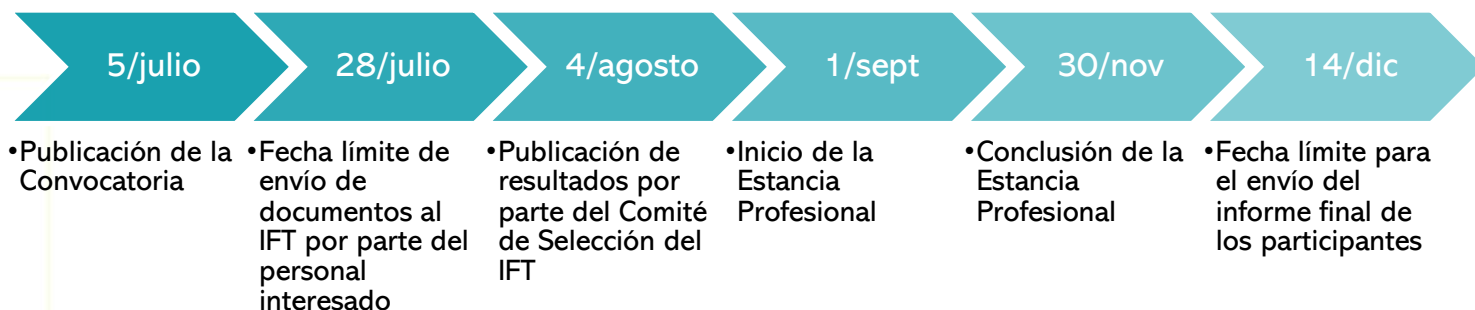 5/julio
28/julio
4/agosto
1/sept
30/nov
14/dic
•Publicación de la
Convocatoria
•Fecha límite de
envío de
documentos al
IFT por parte del
personal
interesado
•Publicación de
resultados por
parte del Comité
de Selección del
IFT
•Inicio de la
Estancia
Profesional
•Conclusión de la
Estancia
Profesional
•Fecha límite para
el envío del
informe final de
los participantes